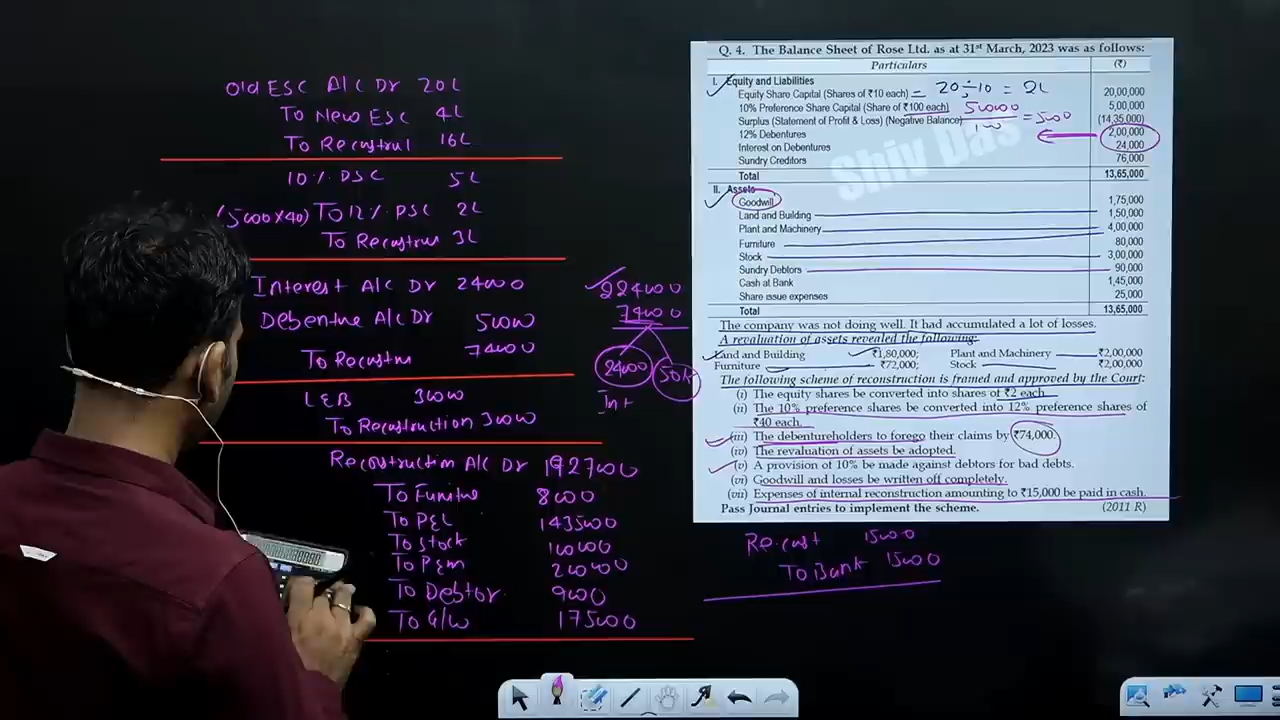 Old ESC A/C Dr 20L
To New ESC 4L
To Reconstrut 16L
10% PSC 5L
(5000x40) To 12% PSC 2L
To Reconstrun 3L
Interest A/C Dr 24000
Debenture A/C Dr 50000
To Reconstrn 74000
L&B 30000
To Reconstruction 30000
Reconstruction A/C Dr 1927000
To Furnitue 8000
To P&L 1435000
To Stock 100000
To P&M 200000
To Debtor 9000
To G/W 175000
224000
74000
24000 50k
Int
Q. 4. The Balance Sheet of Rose Ltd. as at 31st March, 2023 was as follows:
Particulars (₹)
I. Equity and Liabilities
Equity Share Capital (Shares of ₹10 each) = 20÷10 = 2L 20,00,000
10% Preference Share Capital (Share of ₹100 each) 500000 5,00,000
Surplus (Statement of Profit & Loss) (Negative Balance) 100 = 5000 (14,35,000)
12% Debentures 2,00,000
Interest on Debentures 24,000
Sundry Creditors 76,000
Total 13,65,000
II. Assets
Goodwill 1,75,000
Land and Building 1,50,000
Plant and Machinery 4,00,000
Furniture 80,000
Stock 3,00,000
Sundry Debtors 90,000
Cash at Bank 1,45,000
Share issue expenses 25,000
Total 13,65,000
Shiv Das
The company was not doing well. It had accumulated a lot of losses.
A revaluation of assets revealed the following:
Land and Building ₹1,80,000; Plant and Machinery ₹2,00,000
Furniture ₹72,000; Stock ₹2,00,000
The following scheme of reconstruction is framed and approved by the Court:
(i) The equity shares be converted into shares of ₹2 each.
(ii) The 10% preference shares be converted into 12% preference shares of
₹40 each.
(iii) The debentureholders to forego their claims by ₹74,000.
(iv) The revaluation of assets be adopted.
(v) A provision of 10% be made against debtors for bad debts.
(vi) Goodwill and losses be written off completely.
(vii) Expenses of internal reconstruction amounting to ₹15,000 be paid in cash.
Pass Journal entries to implement the scheme. (2011 R)
Re.cust 15000
To Bank 15000